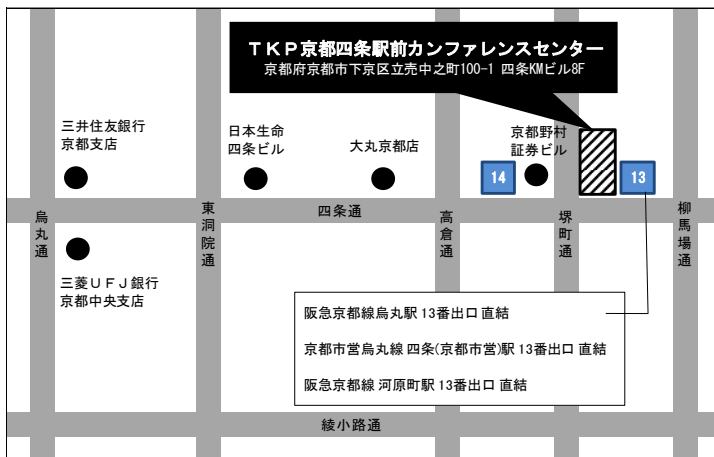 ＴＫＰ京都四条駅前カンファレンスセンター
京都府京都市下京区立売中之町100-1 四条KMビル8F
三井住友銀行
京都支店
日本生命
四条ビル
大丸京都店
京都野村
証券ビル
14
13
烏丸通
東洞院通
四条通
高倉通
堺町通
柳馬場通
三菱ＵＦＪ銀行
京都中央支店
阪急京都線烏丸駅 13番出口 直結
京都市営烏丸線 四条(京都市営)駅 13番出口 直結
阪急京都線 河原町駅 13番出口 直結
綾小路通